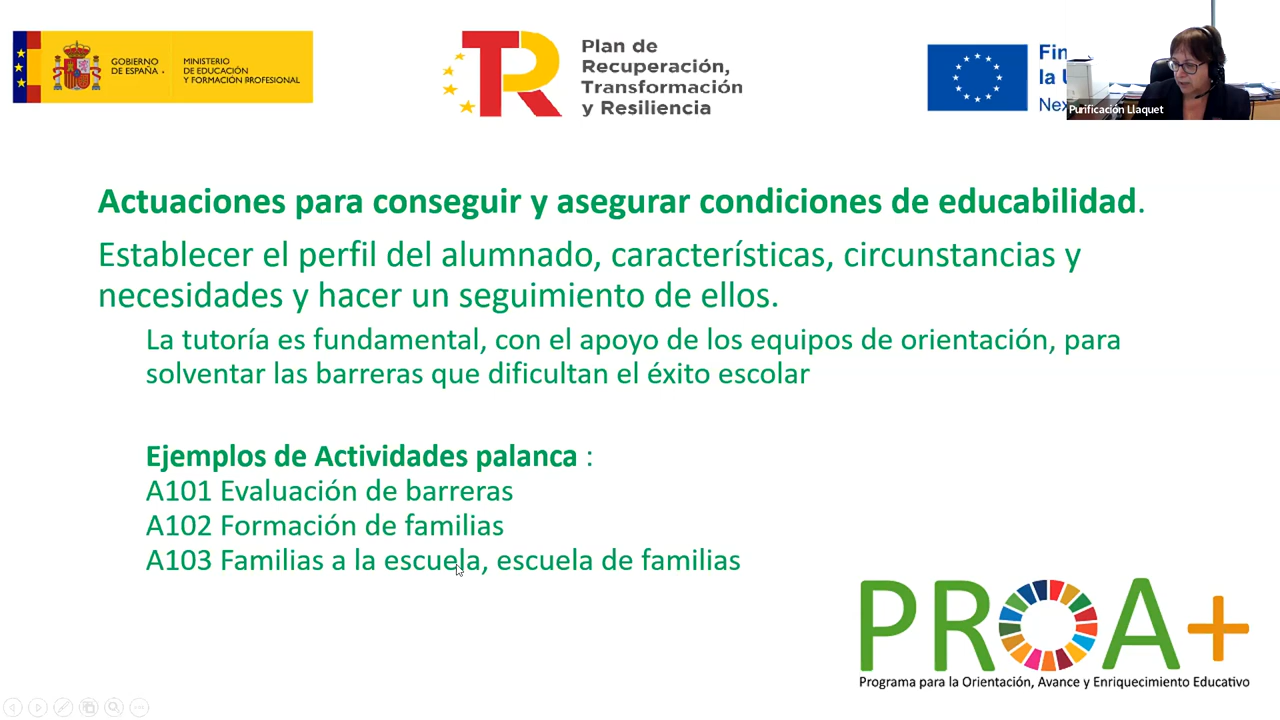 GOBIERNO
DE ESPAÑA
MINISTERIO
DE EDUCACIÓN
Y FORMACIÓN PROFESIONAL
TR
Plan de
Recuperación,
Transformación
y Resiliencia
Fin
la
Nex
Purificación Llaquet
Actuaciones para conseguir y asegurar condiciones de educabilidad.
Establecer el perfil del alumnado, características, circunstancias y
necesidades y hacer un seguimiento de ellos.
La tutoría es fundamental, con el apoyo de los equipos de orientación, para
solventar las barreras que dificultan el éxito escolar
Ejemplos de Actividades palanca :
A101 Evaluación de barreras
A102 Formación de familias
A103 Familias a la escuela, escuela de familias
PROA+
Programa para la Orientación, Avance y Enriquecimiento Educativo